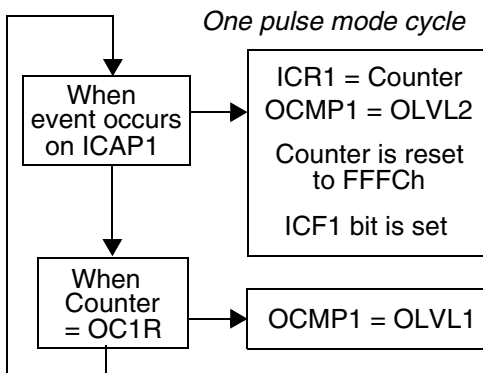 One pulse mode cycle
When
event occurs
on ICAP1
ICR1 = Counter
OCMP1 = OLVL2
Counter is reset
to FFFCh
ICF1 bit is set
When
Counter
= OC1R
OCMP1 = OLVL1